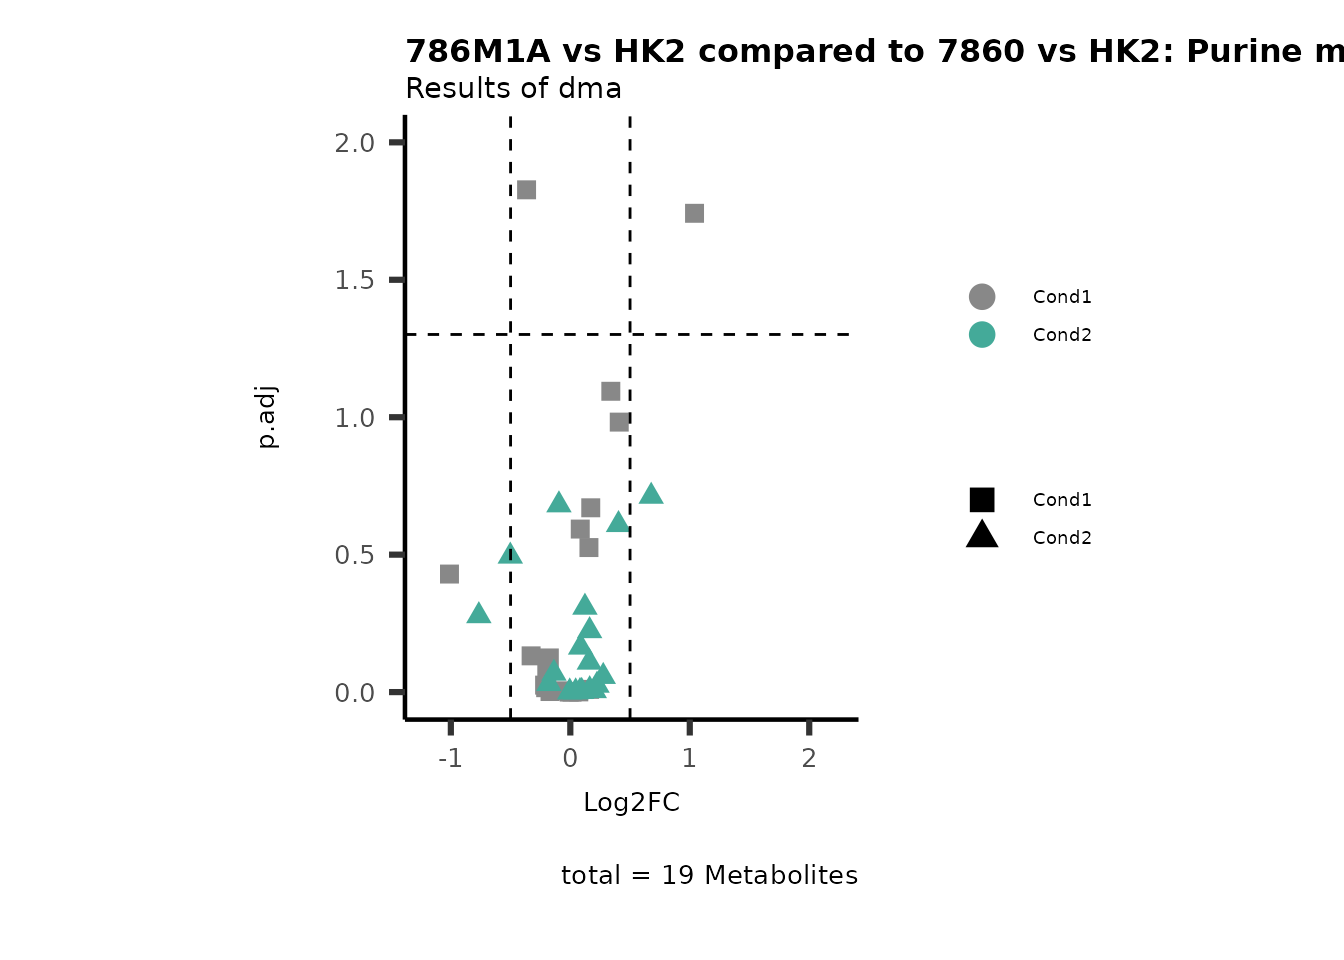 786M1A vs HK2 compared to 7860 vs HK2: Purine m
Results of dma
2.0
1.5
1.0
0.5
0.0
p.adj
-1 0 1 2
Log2FC
total = 19 Metabolites
Cond1
Cond2
Cond1
Cond2